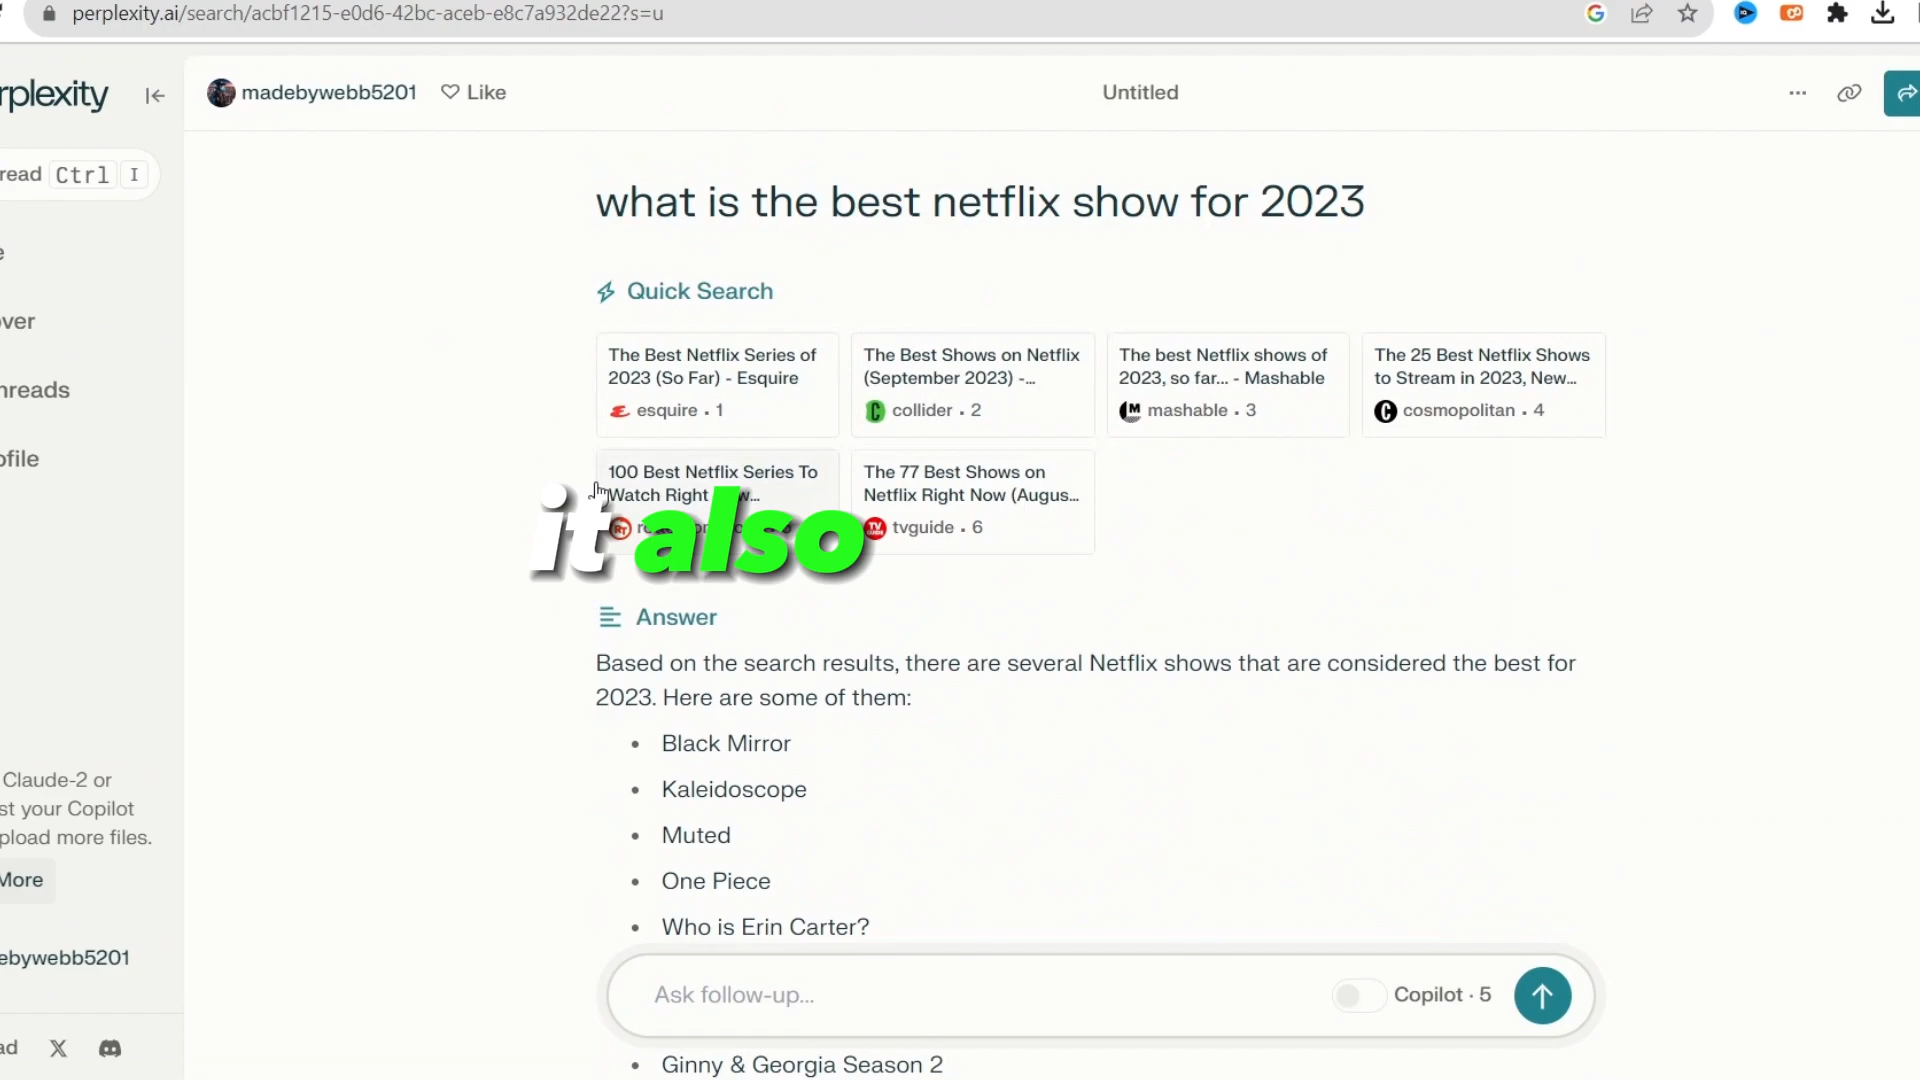 perplexity.ai/search/acbf1215-e0d6-42bc-aceb-e8c7a932de22?s=u
rplexity
madebywebb5201 Like
Untitled
read Ctrl I
what is the best netflix show for 2023
Quick Search
The Best Netflix Series of
2023 (So Far) - Esquire
esquire · 1
The Best Shows on Netflix
(September 2023) -...
collider · 2
The best Netflix shows of
2023, so far... - Mashable
mashable · 3
The 25 Best Netflix Shows
to Stream in 2023, New...
cosmopolitan · 4
100 Best Netflix Series To
Watch Right
The 77 Best Shows on
Netflix Right Now (Augus...
tvguide · 6
it also
Answer
Based on the search results, there are several Netflix shows that are considered the best for
2023. Here are some of them:
• Black Mirror
• Kaleidoscope
• Muted
• One Piece
• Who is Erin Carter?
Ask follow-up...
Copilot · 5
• Ginny & Georgia Season 2
over
hreads
ofile
Claude-2 or
st your Copilot
pload more files.
More
ebywebb5201
ad